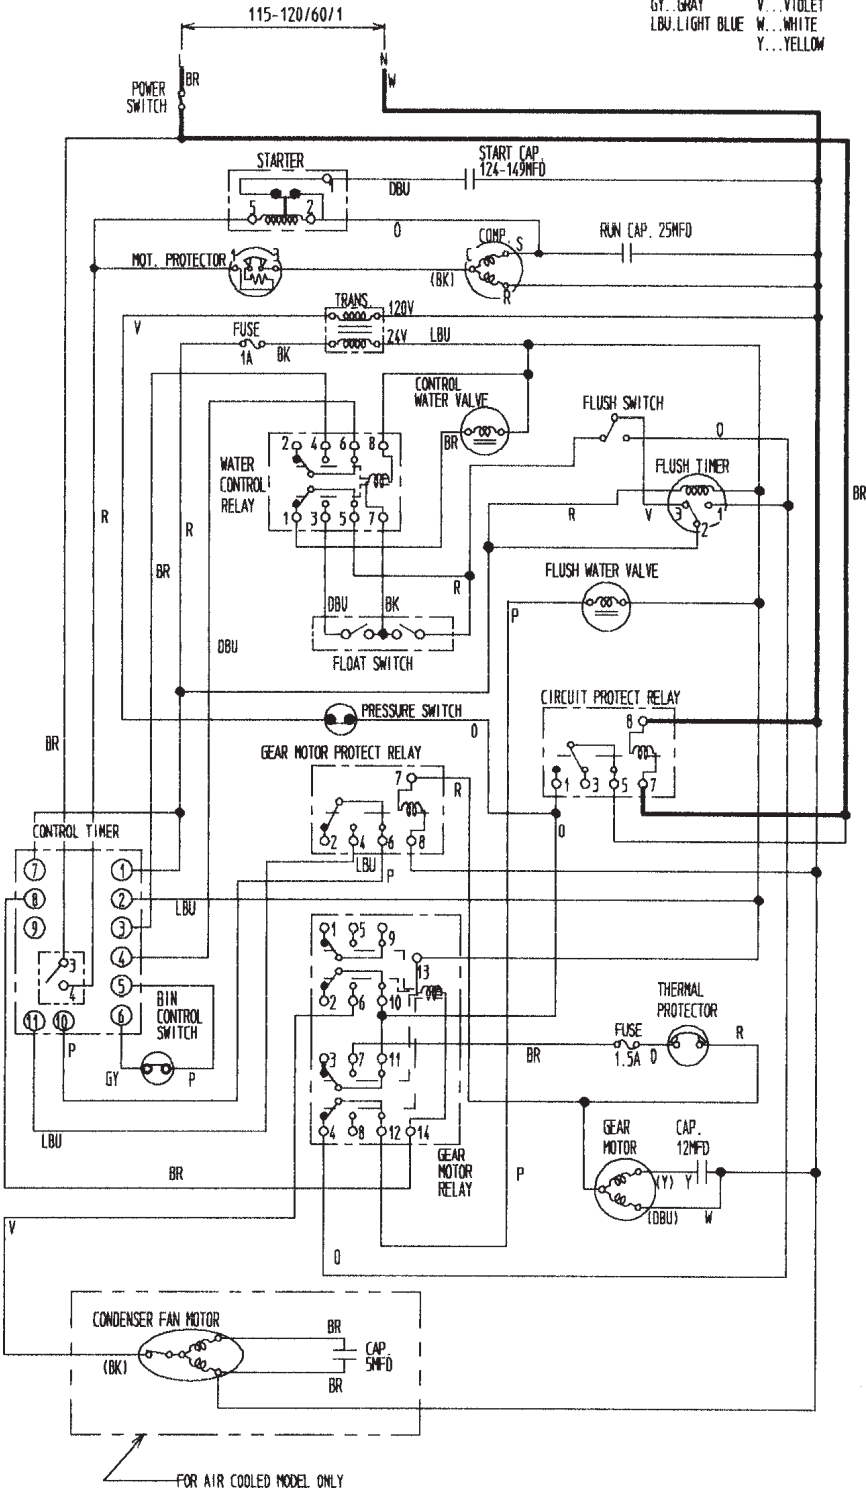 GY..GRAY V...VIOLET
LBU.LIGHT BLUE W...WHITE
Y...YELLOW
115-120/60/1
L
N
BR
W
POWER
SWITCH
STARTER
START CAP.
124-149MFD
DBU
5
2
O
RUN CAP. 25MFD
COMP.
S
C
R
MOT. PROTECTOR
1
3
(BK)
TRANS.
120V
24V
V
FUSE
1A
BK
LBU
CONTROL
WATER VALVE
BR
FLUSH SWITCH
O
WATER
CONTROL
RELAY
2 4 6 8
1 3 5 7
FLUSH TIMER
3 1
2
R
V
BR
R
R
BR
R
DBU
BK
DBU
FLOAT SWITCH
FLUSH WATER VALVE
P
CIRCUIT PROTECT RELAY
8
1 3 5 7
PRESSURE SWITCH
O
BR
GEAR MOTOR PROTECT RELAY
7
R
2 4 6 8
LBU
P
O
CONTROL TIMER
7 1
8 2
9 3
4
3
4
5
6
11 10
LBU
BIN
CONTROL
SWITCH
P
GY
P
LBU
BR
1 5 9
13
2 6 10
3 7 11
4 8 12 14
GEAR
MOTOR
RELAY
BR
FUSE
1.5A
O
THERMAL
PROTECTOR
R
GEAR
MOTOR
CAP.
12MFD
(Y) Y
(DBU) W
P
V
O
CONDENSER FAN MOTOR
(BK)
BR
CAP.
5MFD
BR
FOR AIR COOLED MODEL ONLY